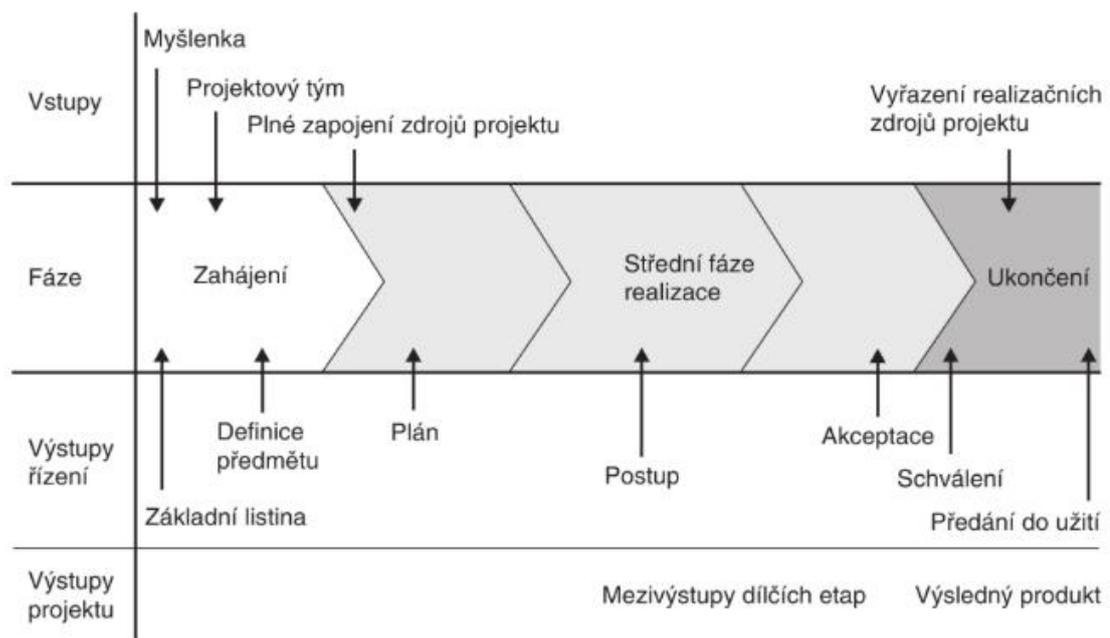 Myšlenka
Vstupy
Projektový tým
Plné zapojení zdrojů projektu
Vyřazení realizačních
zdrojů projektu
Fáze
Zahájení
Střední fáze
realizace
Ukončení
Výstupy
řízení
Definice
předmětu
Plán
Akceptace
Postup
Schválení
Základní listina
Předání do užití
Výstupy
projektu
Mezivýstupy dílčích etap
Výsledný produkt